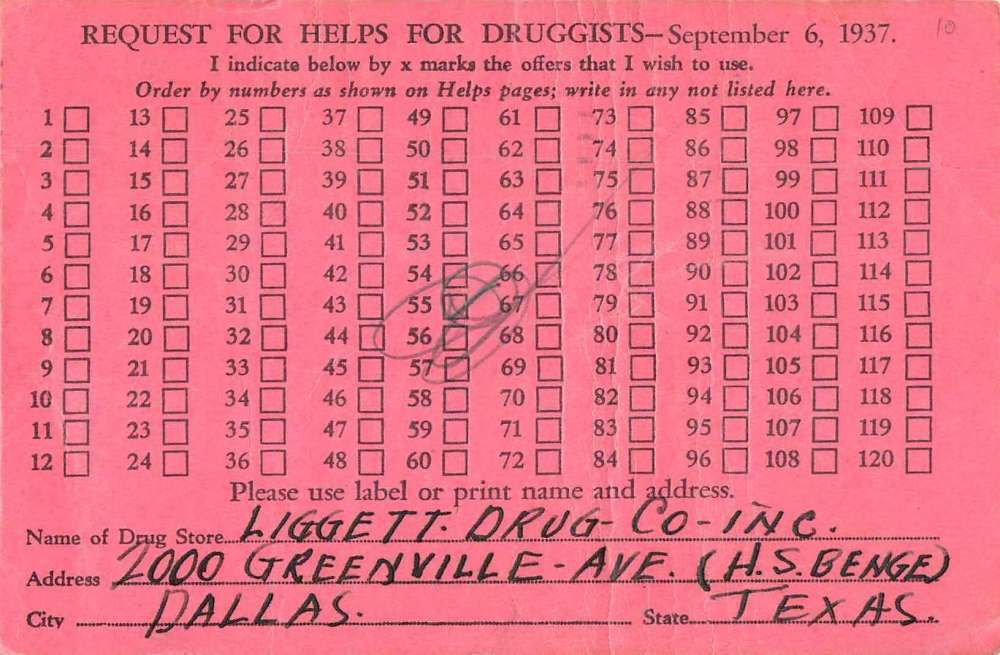 REQUEST FOR HELPS FOR DRUGGISTS—September 6, 1937. 10
I indicate below by x marks the offers that I wish to use.
Order by numbers as shown on Helps pages; write in any not listed here.
1 13 25 37 49 61 73 85 97 109
2 14 26 38 50 62 74 86 98 110
3 15 27 39 51 63 75 87 99 111
4 16 28 40 52 64 76 88 100 112
5 17 29 41 53 65 77 89 101 113
6 18 30 42 54 66 78 90 102 114
7 19 31 43 55 67 79 91 103 115
8 20 32 44 56 68 80 92 104 116
9 21 33 45 57 69 81 93 105 117
10 22 34 46 58 70 82 94 106 118
11 23 35 47 59 71 83 95 107 119
12 24 36 48 60 72 84 96 108 120
Please use label or print name and address.
Name of Drug Store LIGGETT. DRUG- CO-INC.
Address 2000 GREENVILLE-AVE. (H.S. BENGE)
City DALLAS. State TEXAS.